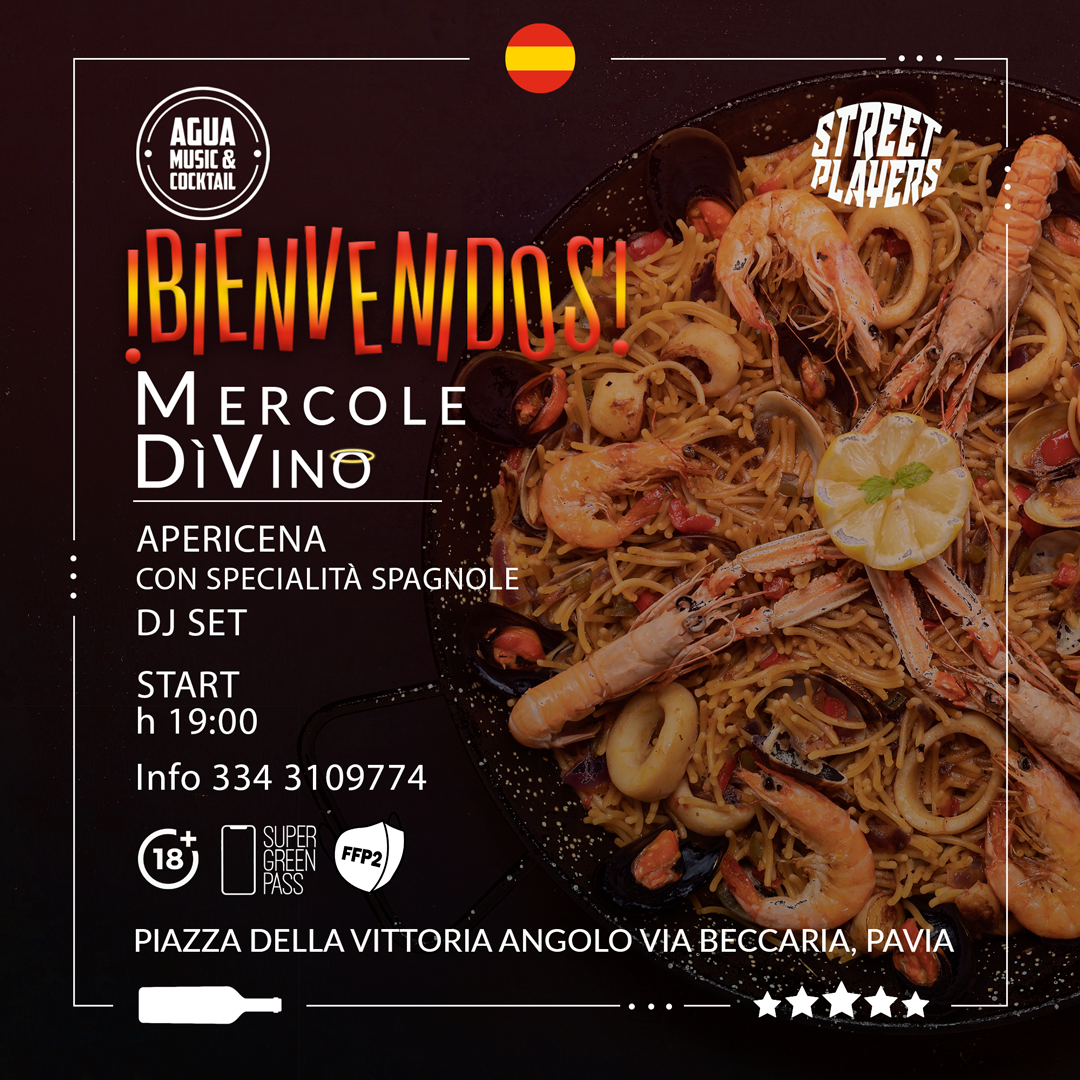 AGUA
MUSIC &
COCKTAIL
STREET
PLAYERS
¡BIENVENIDOS!
MERCOLE
DÌVINO
APERICENA
CON SPECIALITÀ SPAGNOLE
DJ SET
START
h 19:00
Info 334 3109774
18+
SUPER
GREEN
PASS
FFP2
PIAZZA DELLA VITTORIA ANGOLO VIA BECCARIA, PAVIA